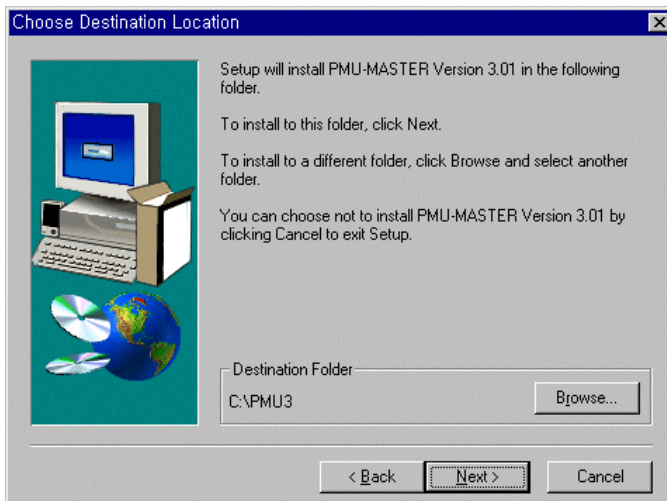 Choose Destination Location
Setup will install PMU-MASTER Version 3.01 in the following
folder.
To install to this folder, click Next.
To install to a different folder, click Browse and select another
folder.
You can choose not to install PMU-MASTER Version 3.01 by
clicking Cancel to exit Setup.
Destination Folder
C:\PMU3
Browse...
< Back
Next >
Cancel